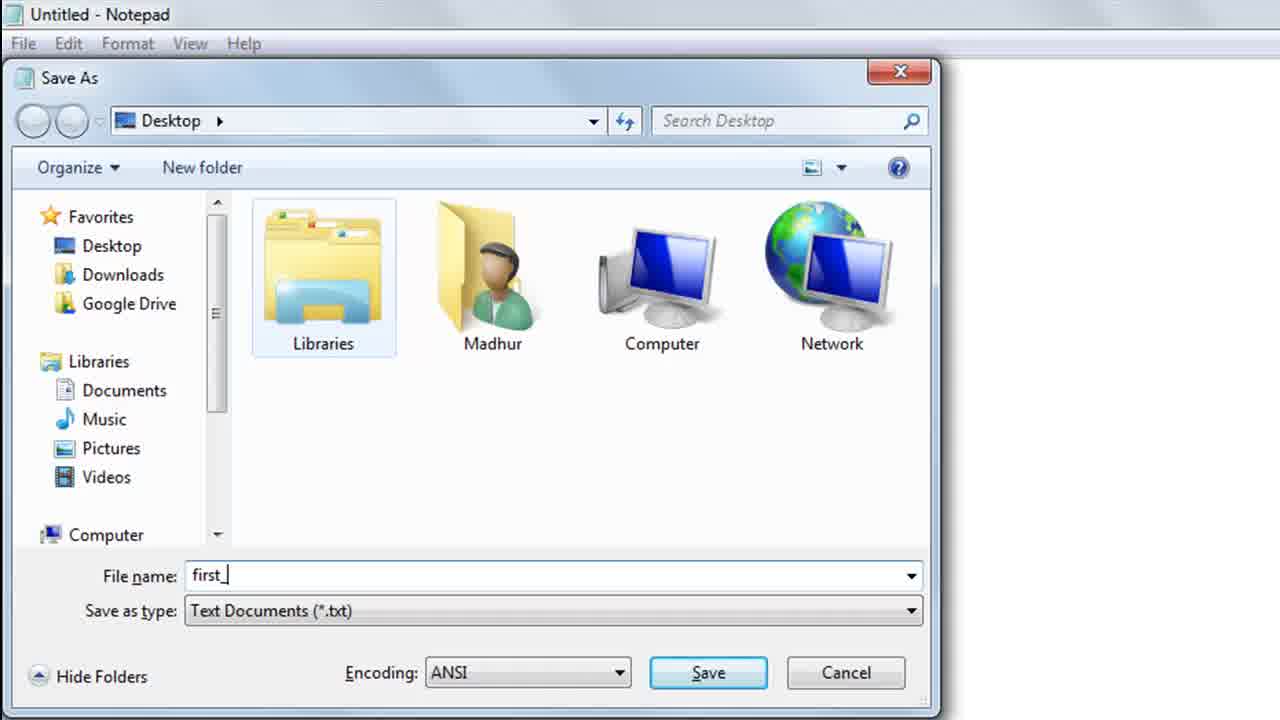 Untitled - Notepad
File Edit Format View Help
Save As
Desktop
Search Desktop
Organize New folder
Favorites
Desktop
Downloads
Google Drive
Libraries
Documents
Music
Pictures
Videos
Computer
Libraries Madhur Computer Network
File name: first_
Save as type: Text Documents (*.txt)
Hide Folders Encoding: ANSI Save Cancel